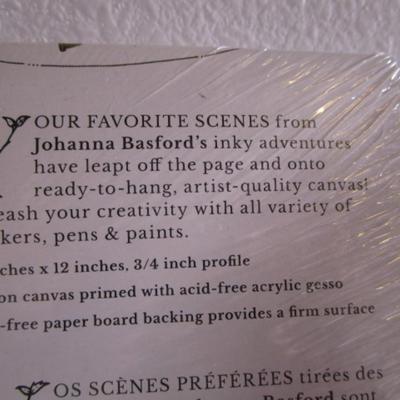 OUR FAVORITE SCENES from
Johanna Basford's inky adventures
have leapt off the page and onto
ready-to-hang, artist-quality canvas!
eash your creativity with all variety of
kers, pens & paints.
ches x 12 inches, 3/4 inch profile
on canvas primed with acid-free acrylic gesso
-free paper board backing provides a firm surface
OS SCÈNES PRÉFÉRÉES tirées des
Basford sont